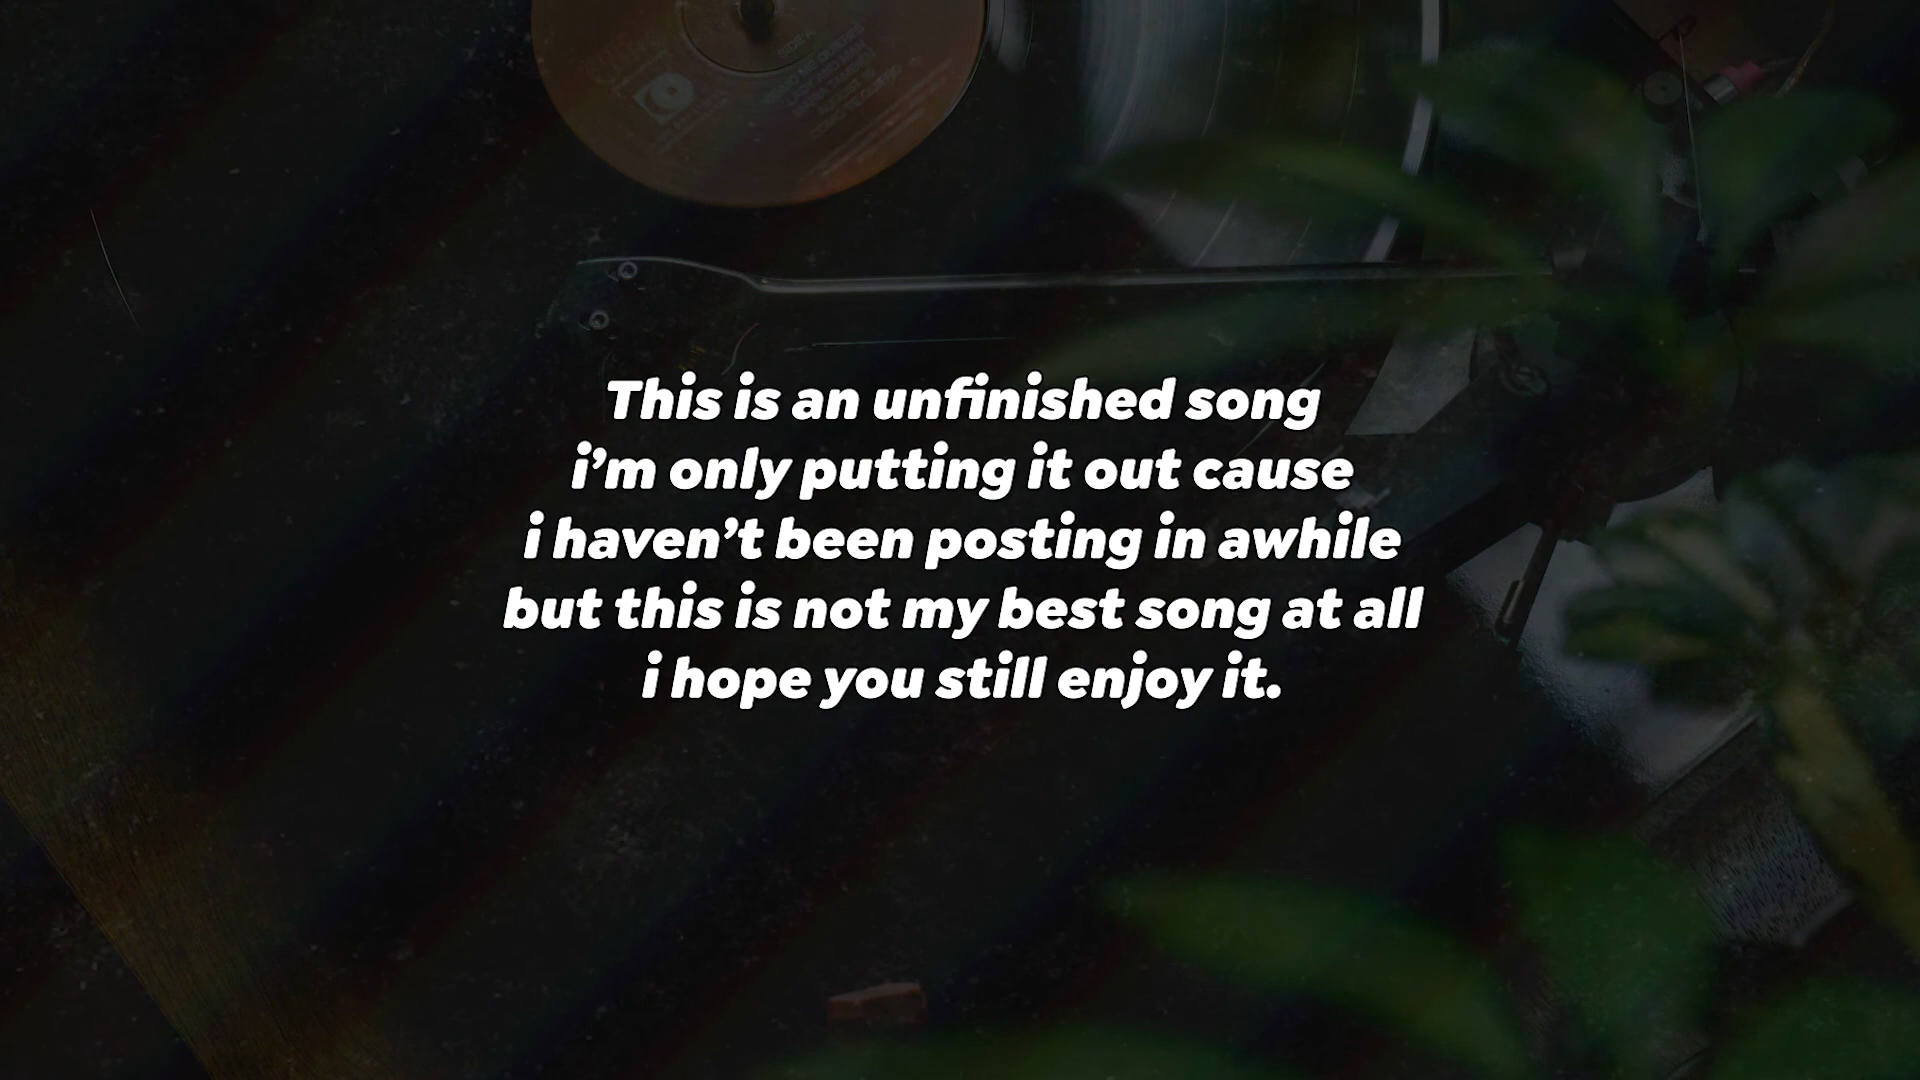 This is an unfinished song
i’m only putting it out cause
i haven’t been posting in awhile
but this is not my best song at all
i hope you still enjoy it.